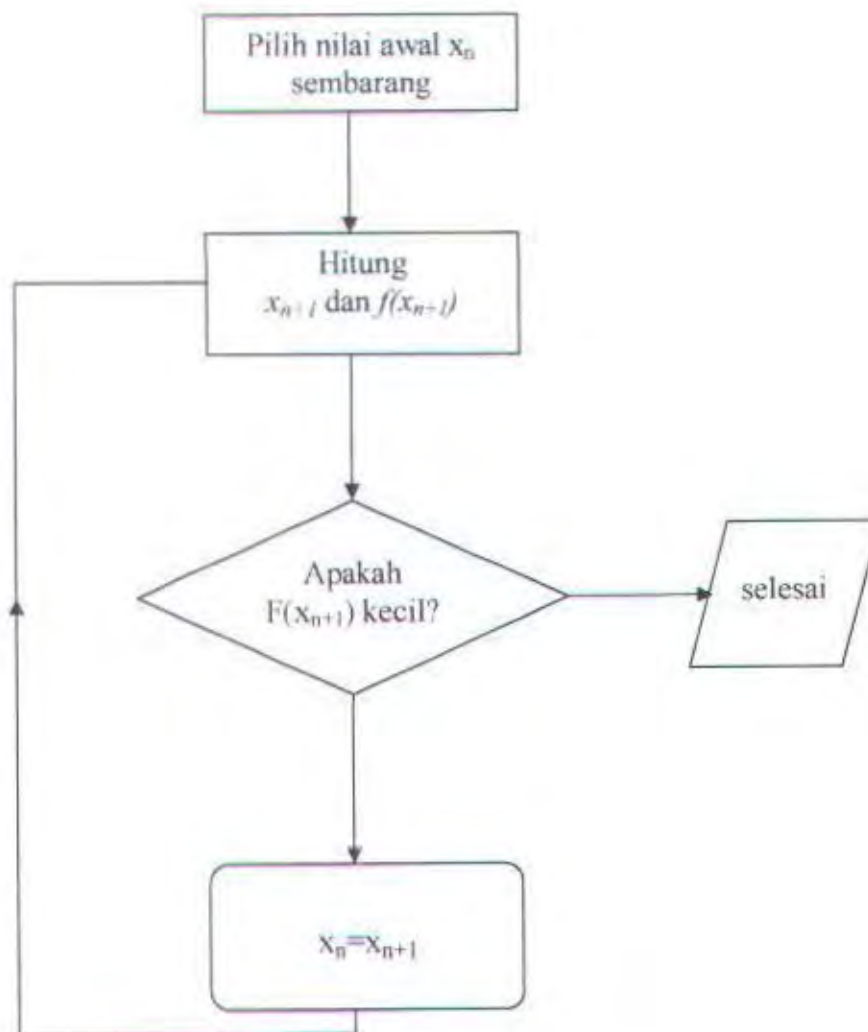 Pilih nilai awal xₙ
sembarang
Hitung
xₙ₊₁ dan f(xₙ₊₁)
Apakah
F(xₙ₊₁) kecil?
selesai
xₙ=xₙ₊₁